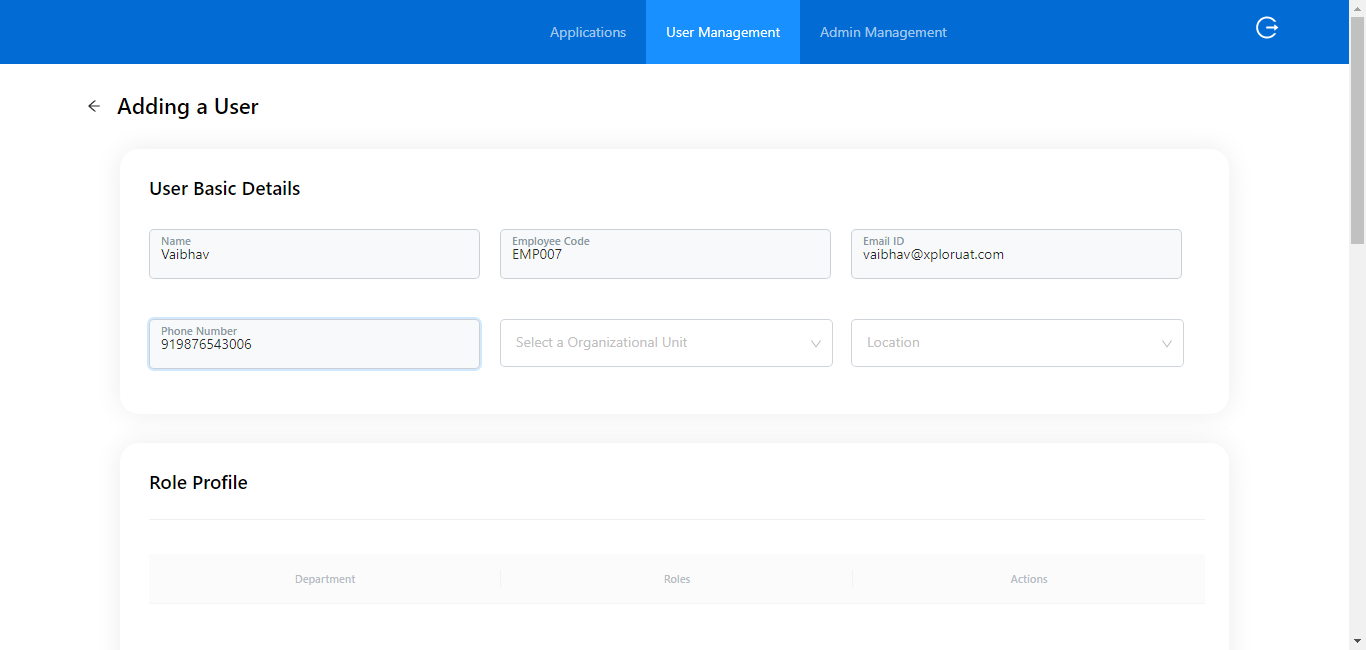 Applications User Management Admin Management
Adding a User
User Basic Details
Name Employee Code Email ID
Vaibhav EMP007 vaibhav@xploruat.com
Phone Number
919876543006 Select a Organizational Unit Location
Role Profile
Department Roles Actions